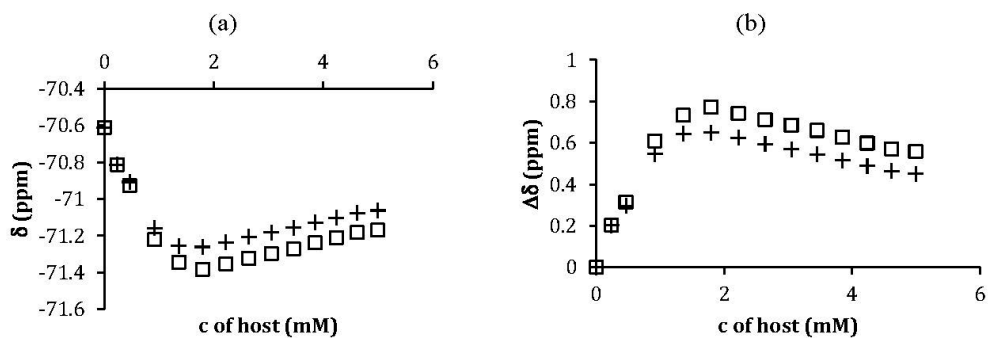 (a)
0 2 4 6
-70.4
-70.6
-70.8
-71
-71.2
-71.4
-71.6
δ (ppm)
c of host (mM)
(b)
1
0.8
0.6
0.4
0.2
0
Δδ (ppm)
0 2 4 6
c of host (mM)